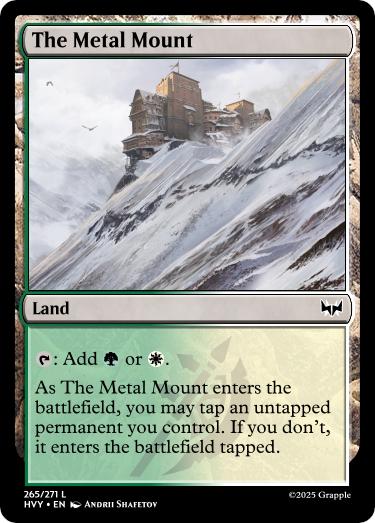 The Metal Mount
Land
: Add or .
As The Metal Mount enters the
battlefield, you may tap an untapped
permanent you control. If you don't,
it enters the battlefield tapped.
265/271 L
HVY • EN Andrii Shafetov
©2025 Grapple